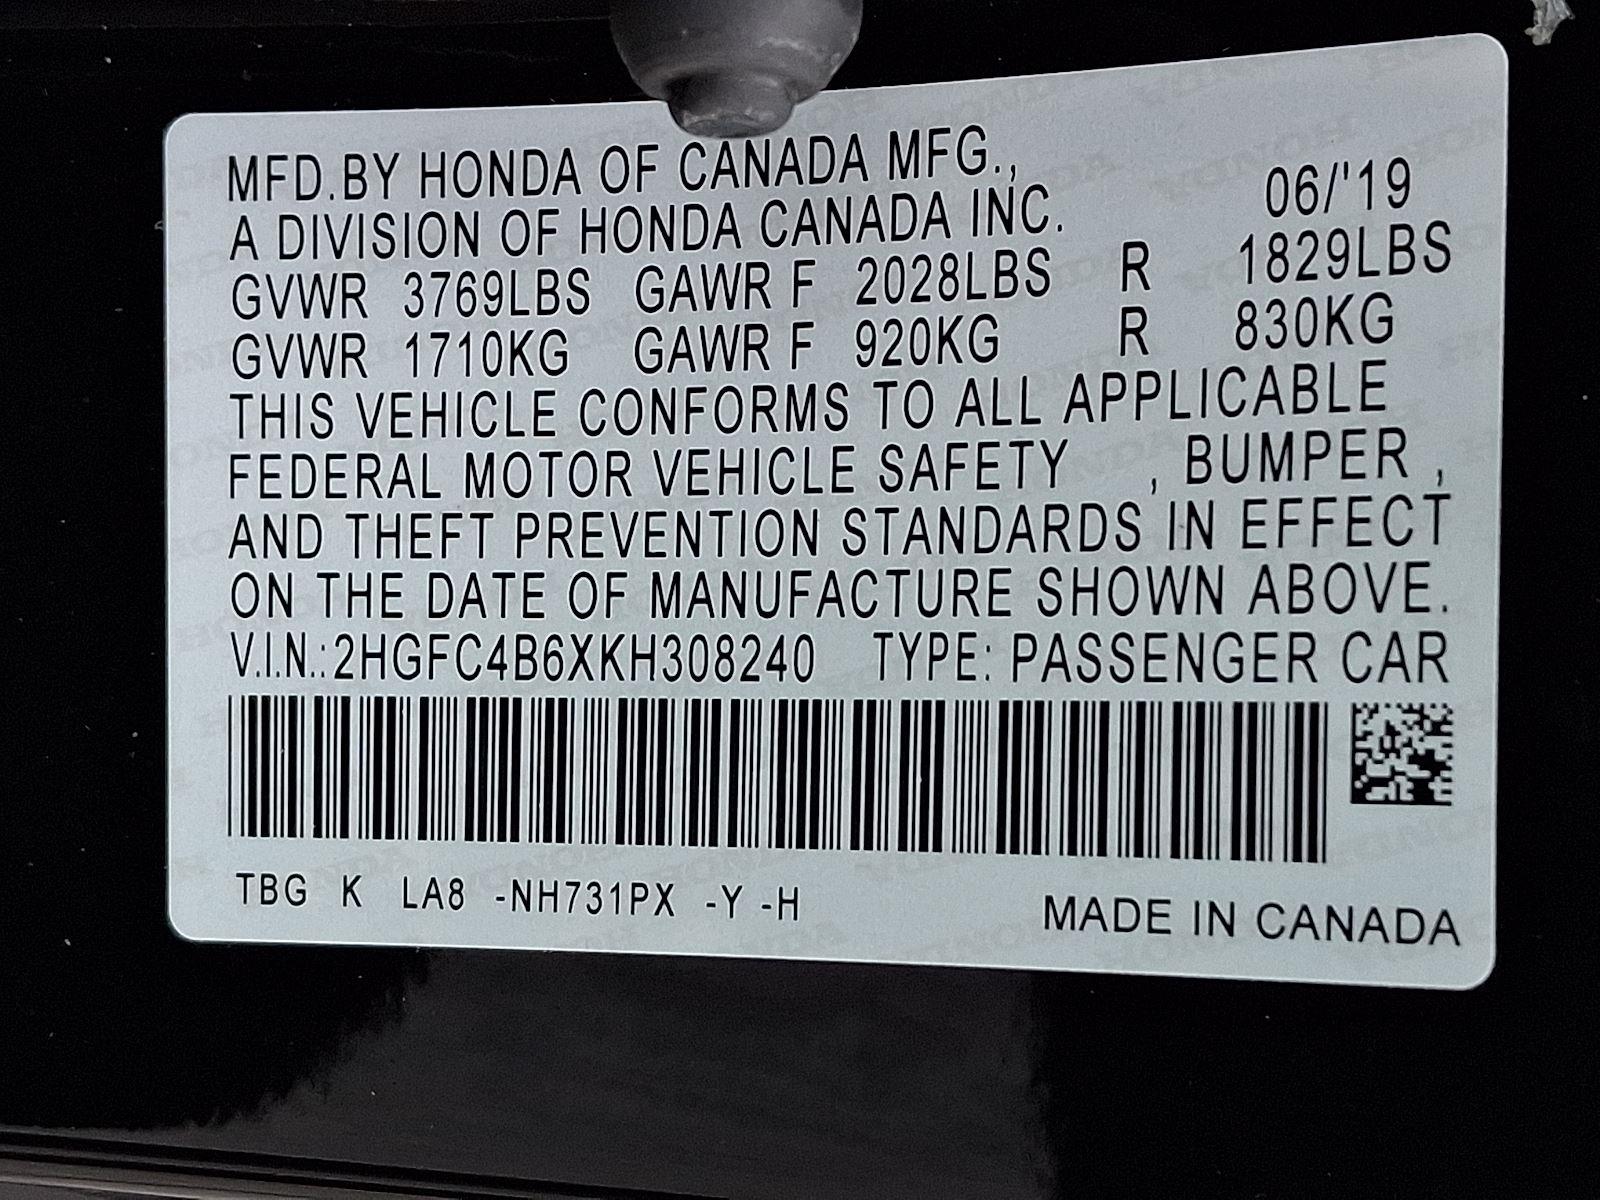 MFD.BY HONDA OF CANADA MFG.,
A DIVISION OF HONDA CANADA INC. 06/'19
GVWR 3769LBS GAWR F 2028LBS R 1829LBS
GVWR 1710KG GAWR F 920KG R 830KG
THIS VEHICLE CONFORMS TO ALL APPLICABLE
FEDERAL MOTOR VEHICLE SAFETY , BUMPER ,
AND THEFT PREVENTION STANDARDS IN EFFECT
ON THE DATE OF MANUFACTURE SHOWN ABOVE.
V.I.N.:2HGFC4B6XKH308240 TYPE: PASSENGER CAR
TBG K LA8 -NH731PX -Y -H
MADE IN CANADA